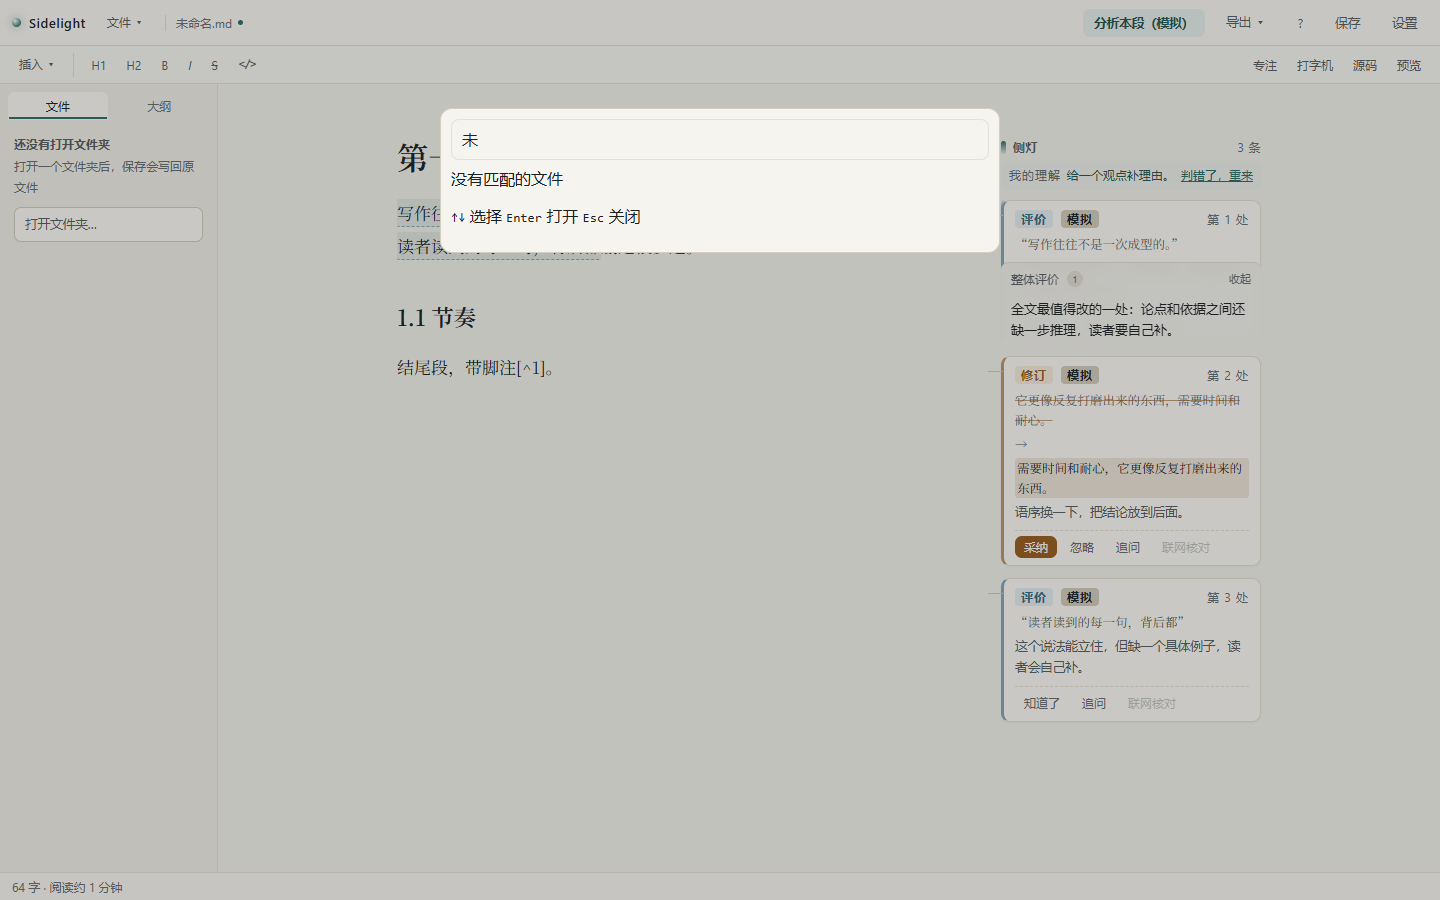 Sidelight 文件 ▾ 未命名.md •
分析本段（模拟） 导出 ▾ ? 保存 设置
插入 ▾ H1 H2 B I S </>
专注 打字机 源码 预览
文件 大纲
还没有打开文件夹
打开一个文件夹后，保存会写回原
文件
打开文件夹...
未
没有匹配的文件
↑↓ 选择 Enter 打开 Esc 关闭
第
写作往
读者读
1.1 节奏
结尾段，带脚注[^1]。
侧灯 3 条
我的理解 给一个观点补理由。 判错了，重来
评价 模拟 第 1 处
“写作往往不是一次成型的。”
整体评价 1 收起
全文最值得改的一处：论点和依据之间还
缺一步推理，读者要自己补。
修订 模拟 第 2 处
它更像反复打磨出来的东西，需要时间和
耐心。
→
需要时间和耐心，它更像反复打磨出来的
东西。
语序换一下，把结论放到后面。
采纳 忽略 追问 联网核对
评价 模拟 第 3 处
“读者读到的每一句，背后都”
这个说法能立住，但缺一个具体例子，读
者会自己补。
知道了 追问 联网核对
64 字 · 阅读约 1 分钟